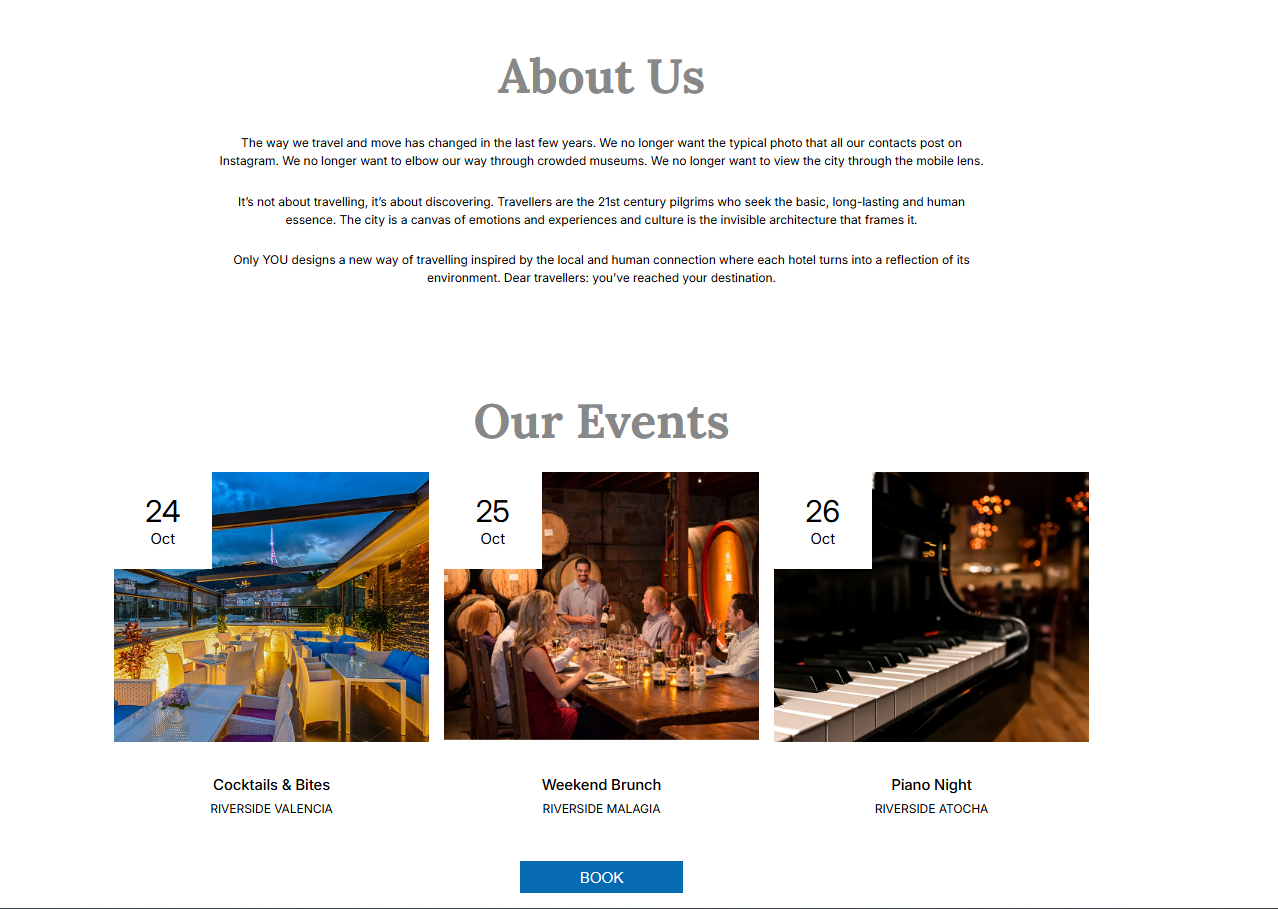 About Us
The way we travel and move has changed in the last few years. We no longer want the typical photo that all our contacts post on
Instagram. We no longer want to elbow our way through crowded museums. We no longer want to view the city through the mobile lens.
It’s not about travelling, it’s about discovering. Travellers are the 21st century pilgrims who seek the basic, long-lasting and human
essence. The city is a canvas of emotions and experiences and culture is the invisible architecture that frames it.
Only YOU designs a new way of travelling inspired by the local and human connection where each hotel turns into a reflection of its
environment. Dear travellers: you’ve reached your destination.
Our Events
24
Oct
25
Oct
26
Oct
Cocktails & Bites
RIVERSIDE VALENCIA
Weekend Brunch
RIVERSIDE MALAGIA
Piano Night
RIVERSIDE ATOCHA
BOOK